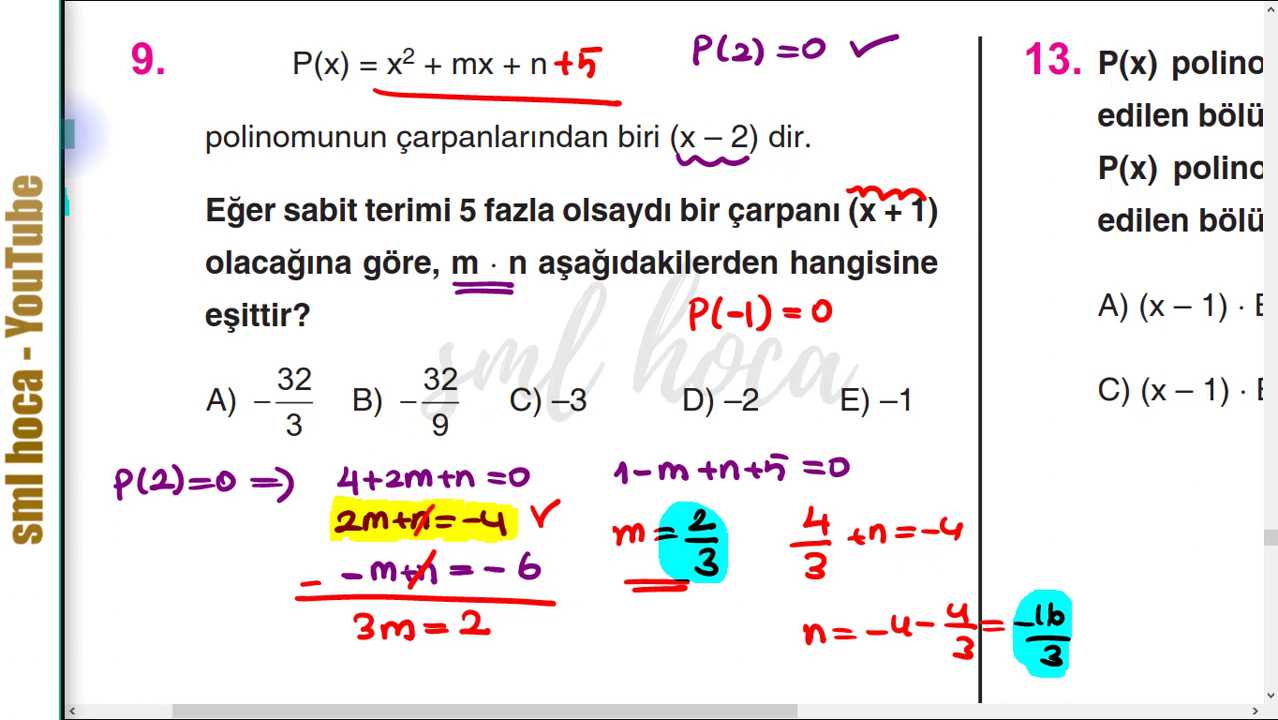 sml hoca - YouTube
9.
P(x) = x² + mx + n +5
P(2) = 0 ✓
polinomunun çarpanlarından biri (x – 2) dir.
Eğer sabit terimi 5 fazla olsaydı bir çarpanı (x + 1)
olacağına göre, m · n aşağıdakilerden hangisine
eşittir?
P(-1) = 0
sml hoca
A) –32/3 B) –32/9 C) –3 D) –2 E) –1
P(2)=0 => 4+2m+n=0
2m+n=-4 ✓
- -m+n=-6
3m=2
1-m+n+5=0
m=2/3
4/3+n=-4
n=-4-4/3=-16/3
13. P(x) polino
edilen bölü
P(x) polino
edilen bölü
A) (x – 1) · E
C) (x – 1) · E